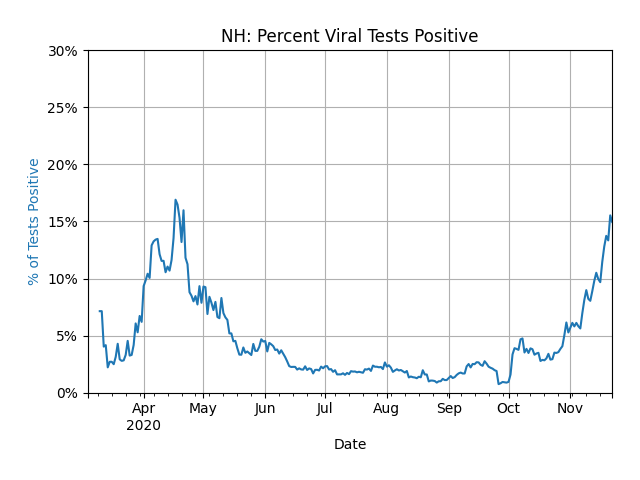 NH: Percent Viral Tests Positive
30%
25%
20%
15%
10%
5%
0%
% of Tests Positive
Apr May Jun Jul Aug Sep Oct Nov
2020
Date